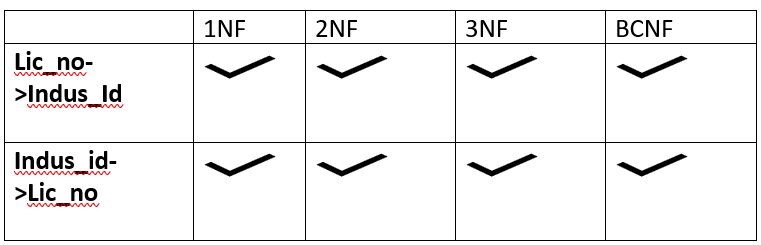 1NF 2NF 3NF BCNF
Lic_no-
>Indus_Id
Indus_id-
>Lic_no